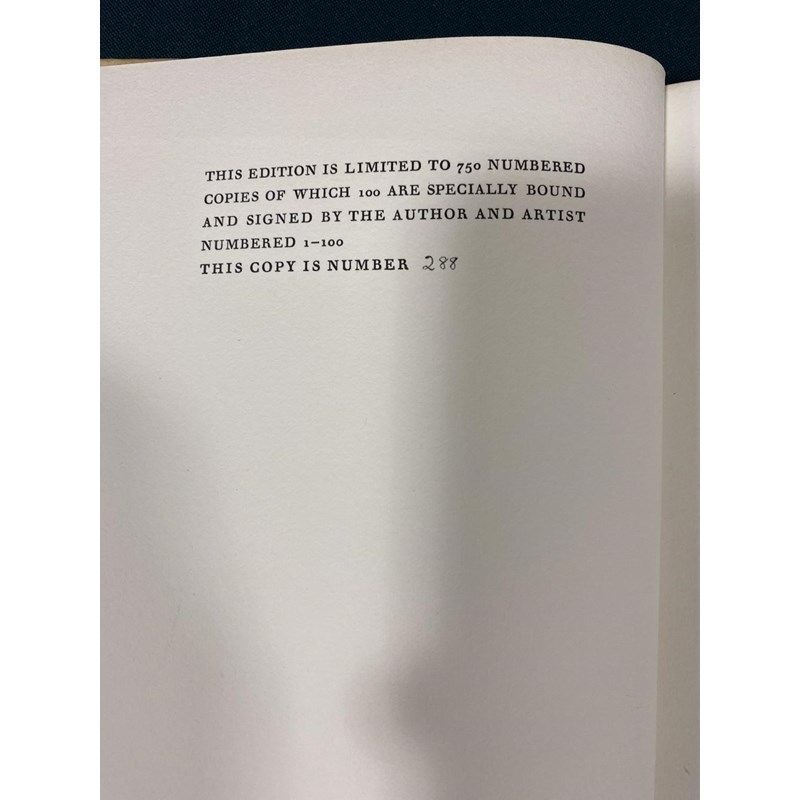 THIS EDITION IS LIMITED TO 750 NUMBERED
COPIES OF WHICH 100 ARE SPECIALLY BOUND
AND SIGNED BY THE AUTHOR AND ARTIST
NUMBERED 1–100
THIS COPY IS NUMBER 288